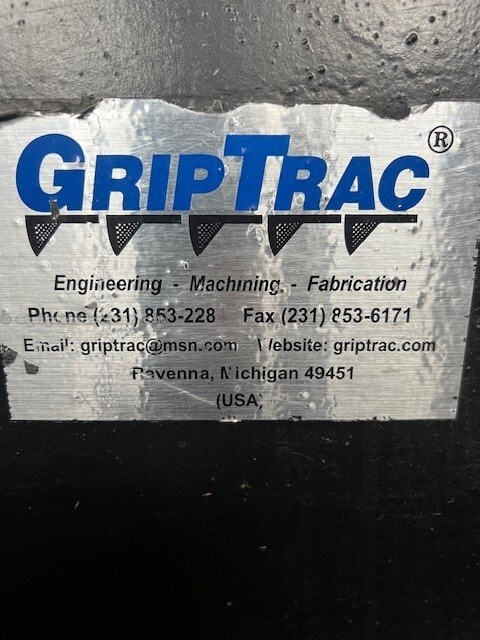 GRIPTRAC®
Engineering - Machining - Fabrication
Phone (231) 853-228 Fax (231) 853-6171
Email: griptrac@msn.com Website: griptrac.com
Ravenna, Michigan 49451
(USA)